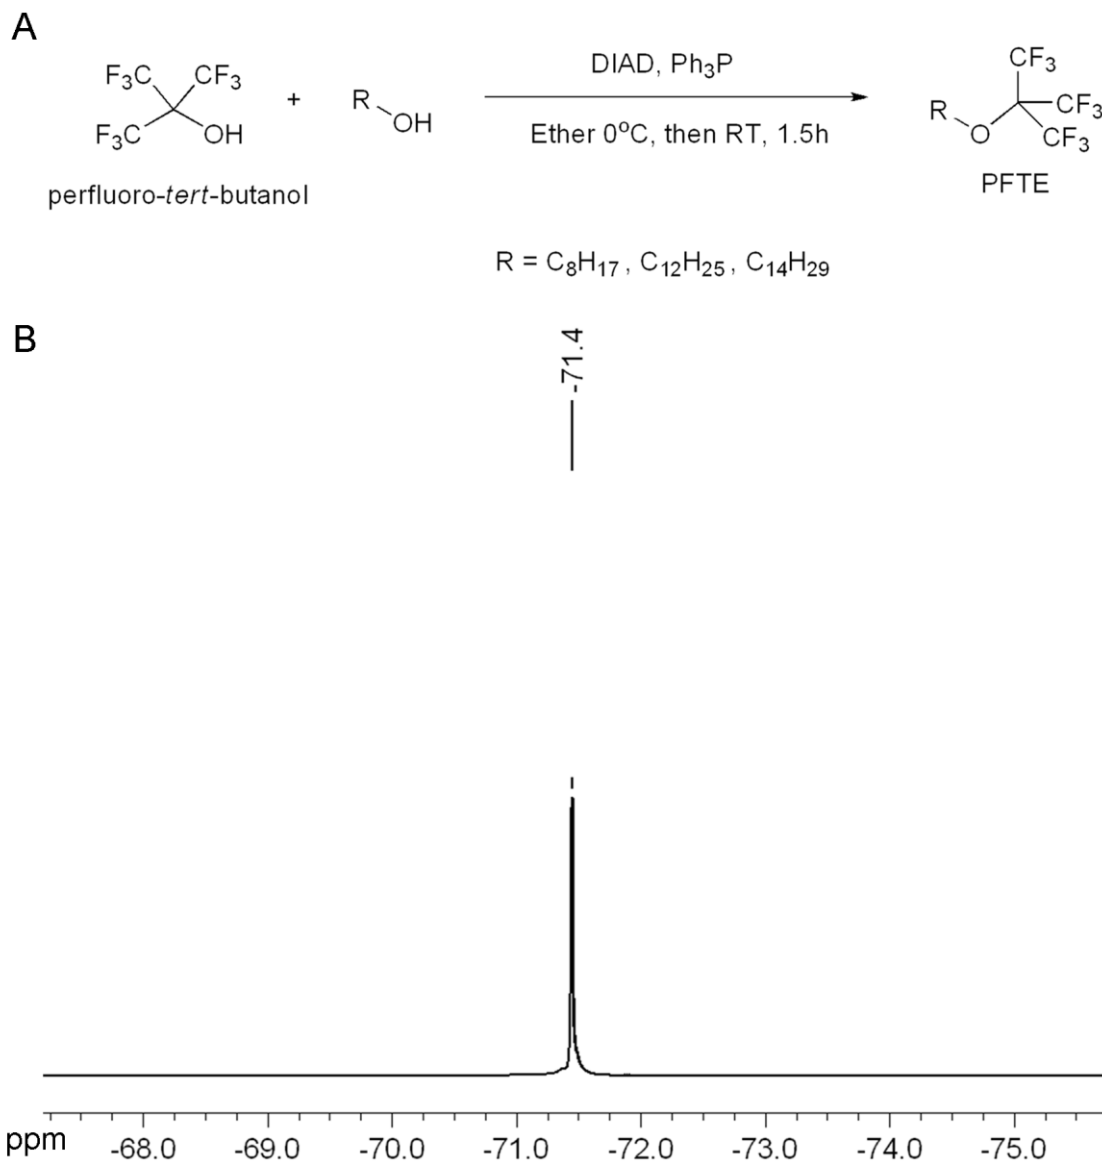 A
F₃C CF₃
F₃C OH
+
R
OH
DIAD, Ph₃P
Ether 0°C, then RT, 1.5h
CF₃
R
O
CF₃
CF₃
perfluoro-tert-butanol
PFTE
R = C₈H₁₇ , C₁₂H₂₅ , C₁₄H₂₉
B
-71.4
ppm -68.0 -69.0 -70.0 -71.0 -72.0 -73.0 -74.0 -75.0